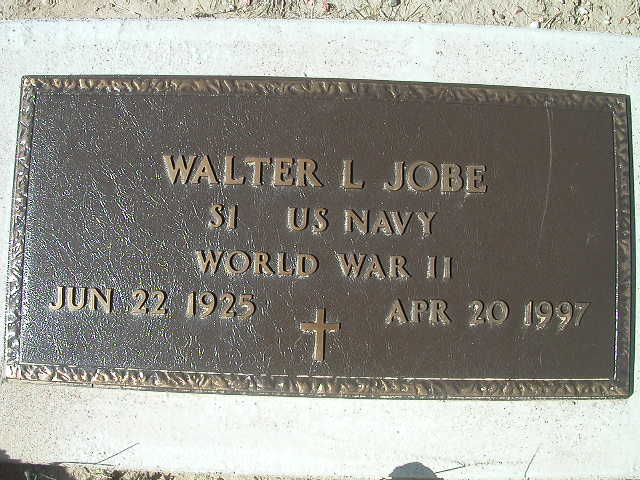 WALTER L JOBE
S1 US NAVY
WORLD WAR II
JUN 22 1925 APR 20 1997